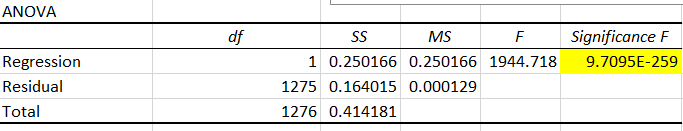 ANOVA
df SS MS F Significance F
Regression 1 0.250166 0.250166 1944.718 9.7095E-259
Residual 1275 0.164015 0.000129
Total 1276 0.414181